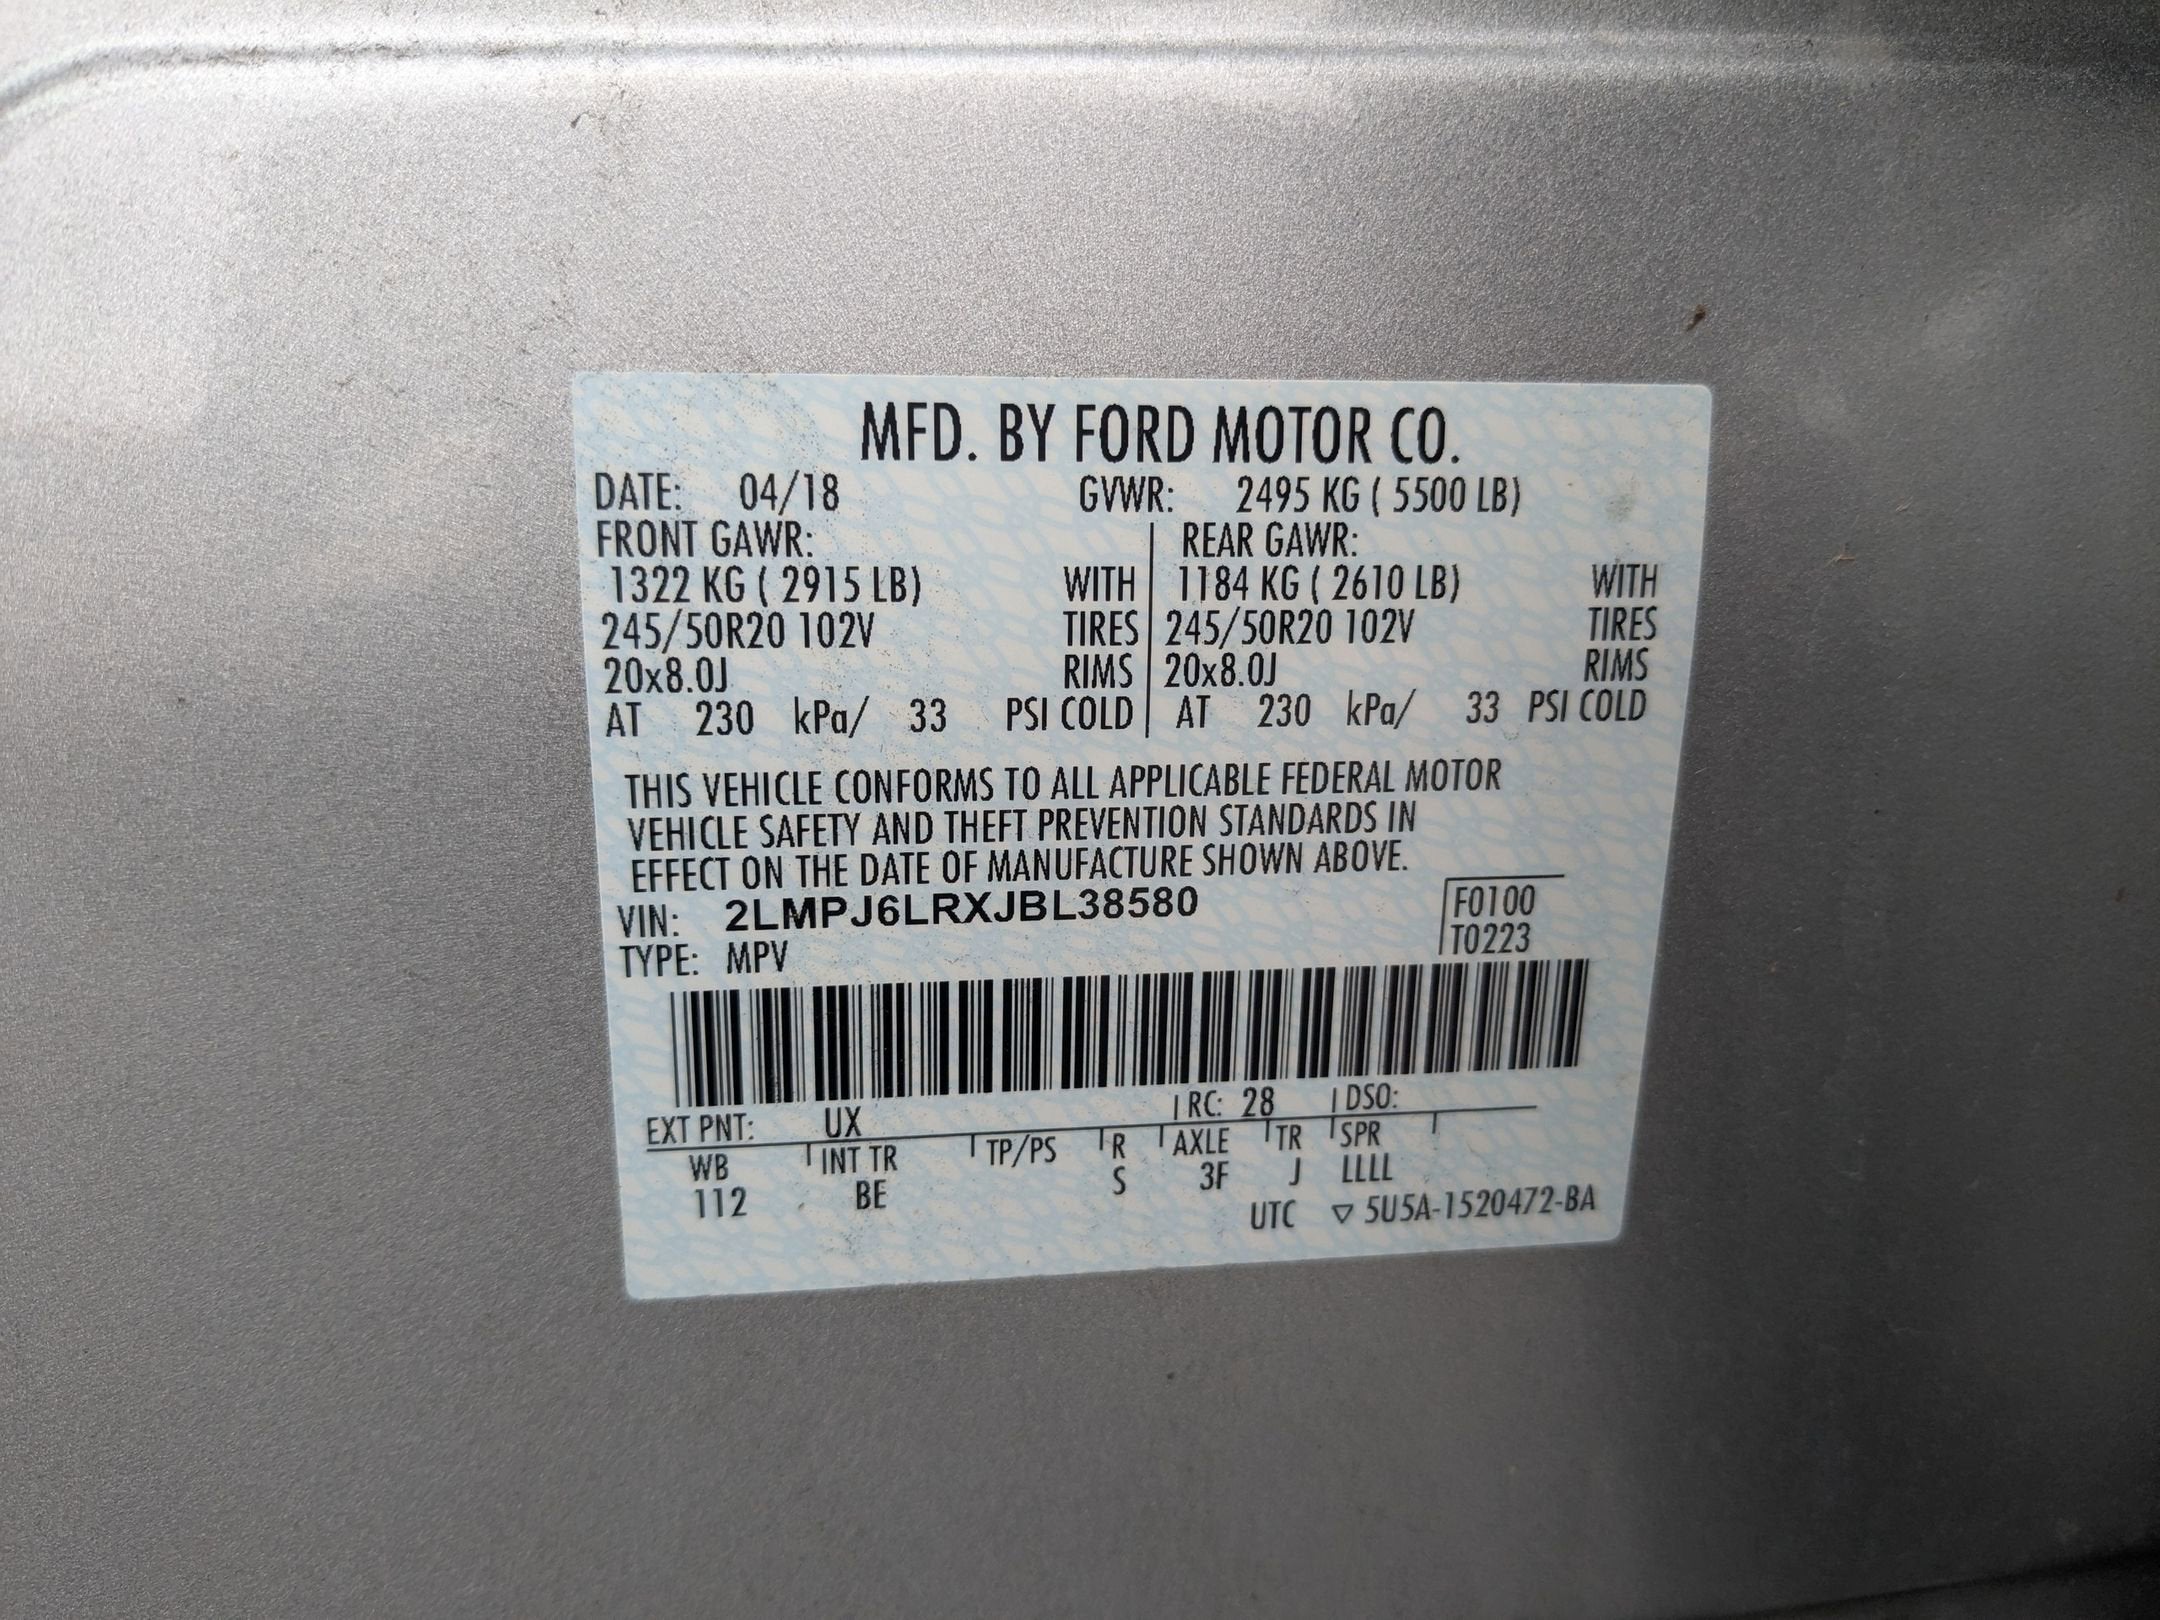 MFD. BY FORD MOTOR CO.
DATE: 04/18 GVWR: 2495 KG ( 5500 LB)
FRONT GAWR: REAR GAWR:
1322 KG ( 2915 LB) WITH 1184 KG ( 2610 LB) WITH
245/50R20 102V TIRES 245/50R20 102V TIRES
20x8.0J RIMS 20x8.0J RIMS
AT 230 kPa/ 33 PSI COLD AT 230 kPa/ 33 PSI COLD
THIS VEHICLE CONFORMS TO ALL APPLICABLE FEDERAL MOTOR
VEHICLE SAFETY AND THEFT PREVENTION STANDARDS IN
EFFECT ON THE DATE OF MANUFACTURE SHOWN ABOVE.
VIN: 2LMPJ6LRXJBL38580 F0100
TYPE: MPV T0223
EXT PNT: UX RC: 28 DSO:
WB INT TR TP/PS R AXLE TR SPR
112 BE S 3F J LLLL
UTC ▽ 5U5A-1520472-BA